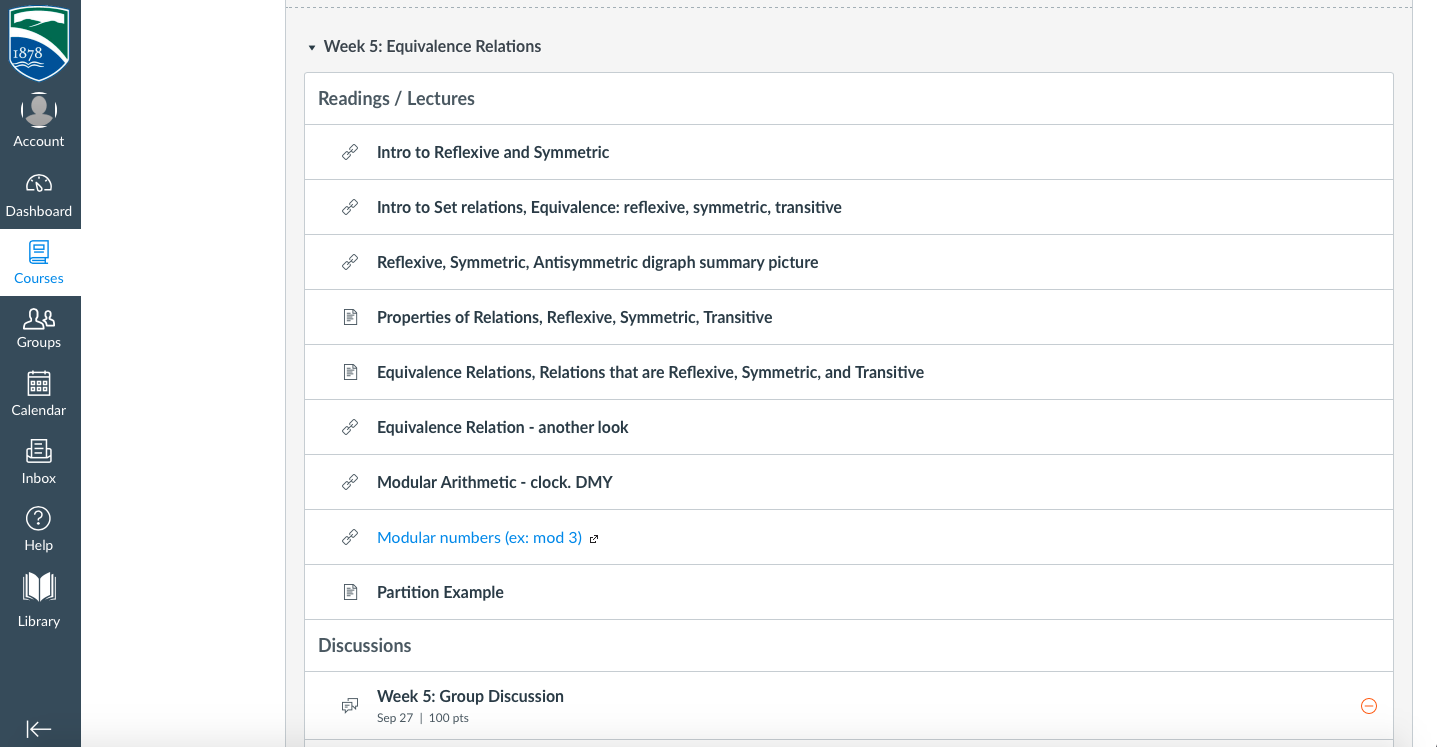 1878
Account
Dashboard
Courses
Groups
Calendar
Inbox
Help
Library
Week 5: Equivalence Relations
Readings / Lectures
Intro to Reflexive and Symmetric
Intro to Set relations, Equivalence: reflexive, symmetric, transitive
Reflexive, Symmetric, Antisymmetric digraph summary picture
Properties of Relations, Reflexive, Symmetric, Transitive
Equivalence Relations, Relations that are Reflexive, Symmetric, and Transitive
Equivalence Relation - another look
Modular Arithmetic - clock. DMY
Modular numbers (ex: mod 3)
Partition Example
Discussions
Week 5: Group Discussion
Sep 27 | 100 pts